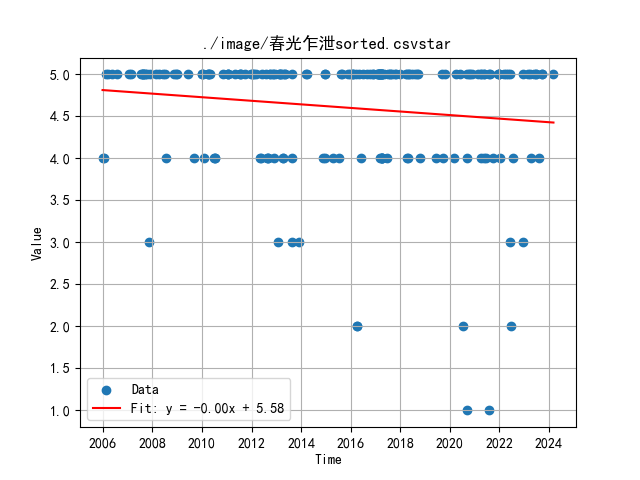 ./image/春光乍泄sorted.csvstar
5.0
4.5
4.0
3.5
3.0
2.5
2.0
1.5
1.0
Value
Data
Fit: y = -0.00x + 5.58
2006 2008 2010 2012 2014 2016 2018 2020 2022 2024
Time